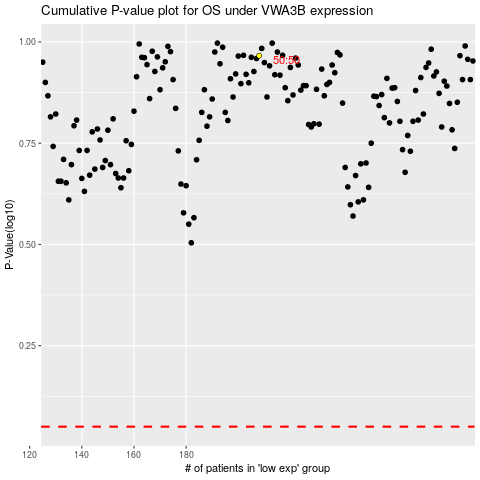 Cumulative P-value plot for OS under VWA3B expression
1.00
50:50
0.75
P-Value(log10)
0.50
0.25
120 140 160 180
# of patients in 'low exp' group